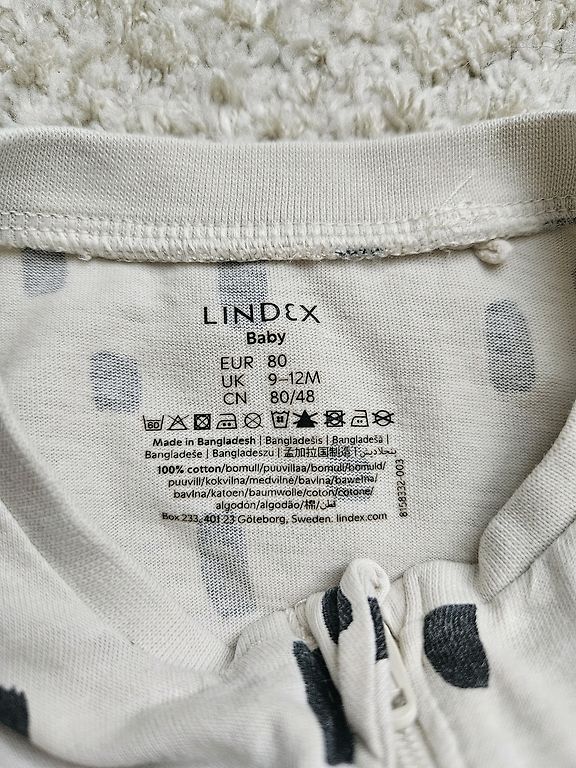 LINDEX
Baby
EUR 80
UK 9–12M
CN 80/48
60
Made in Bangladesh | Bangladešis | Bangladeša |
Bangladeše | Bangladeszu | 孟加拉国制造 | بنجلاديش
100% cotton/bomull/puuvillaa/bomull/bomuld/
puuvill/kokvilna/medvilnė/bavlna/bawełna/
bavlna/katoen/baumwolle/coton/cotone/
algodón/algodão/棉/قطن
Box 233, 401 23 Göteborg, Sweden. lindex.com
8158332-003